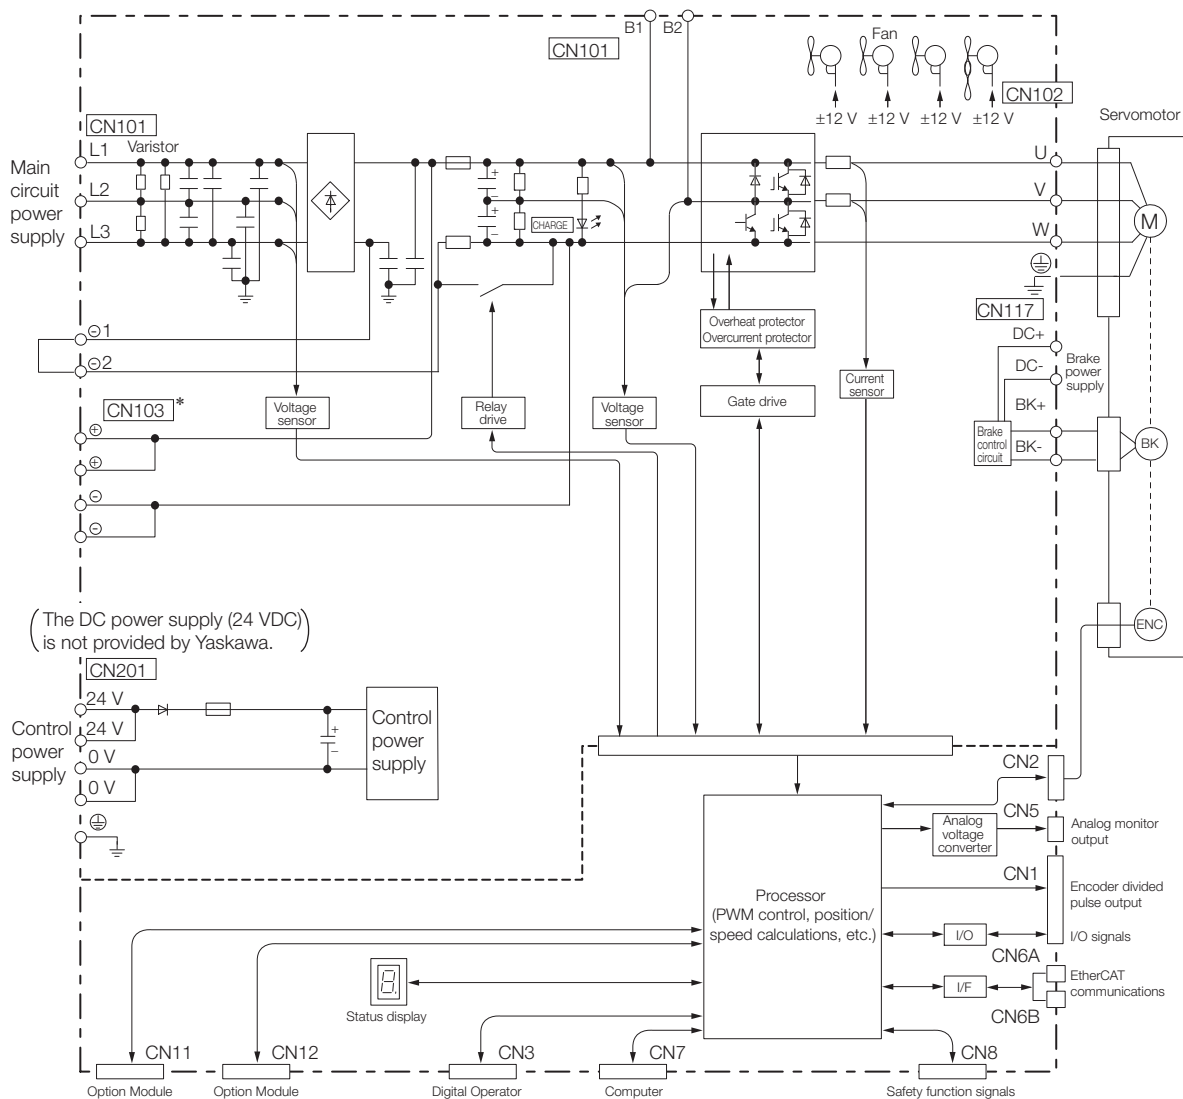 B1
B2
CN101
Fan
CN102
±12 V
±12 V
±12 V
±12 V
Servomotor
CN101
Varistor
Main
circuit
power
supply
L1
L2
L3
+
–
+
–
CHARGE
U
V
W
M
CN117
⊖1
⊖2
Overheat protector
Overcurrent protector
DC+
DC-
BK+
BK-
Brake
power
supply
CN103 *
Voltage
sensor
Relay
drive
Voltage
sensor
Gate drive
Current
sensor
Brake
control
circuit
BK
⊕
⊕
⊖
⊖
(The DC power supply (24 VDC)
is not provided by Yaskawa.)
ENC
CN201
Control
power
supply
24 V
24 V
0 V
0 V
+
–
Control
power
supply
CN2
CN5
Analog
voltage
converter
Analog monitor
output
CN1
Encoder divided
pulse output
Processor
(PWM control, position/
speed calculations, etc.)
I/O
I/O signals
CN6A
I/F
EtherCAT
communications
CN6B
8.
Status display
CN11
CN12
CN3
CN7
CN8
Option Module
Option Module
Digital Operator
Computer
Safety function signals